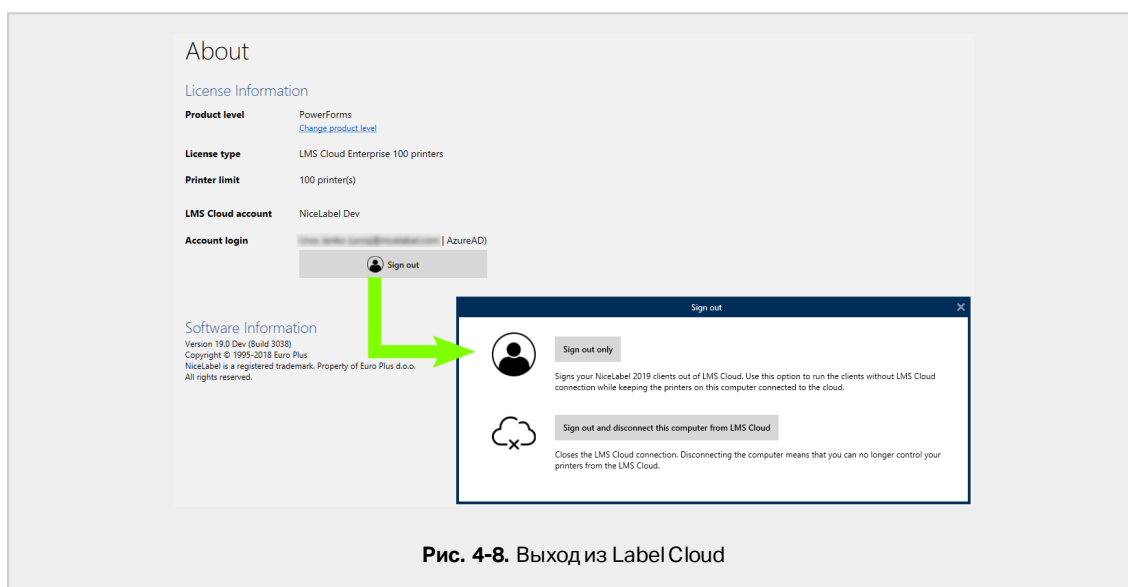 About
License Information
Product level PowerForms
Change product level
License type LMS Cloud Enterprise 100 printers
Printer limit 100 printer(s)
LMS Cloud account NiceLabel Dev
Account login | AzureAD)
Sign out
Software Information
Version 19.0 Dev (Build 3038)
Copyright © 1995-2018 Euro Plus
NiceLabel is a registered trademark. Property of Euro Plus d.o.o.
All rights reserved.
Sign out
Sign out only
Signs your NiceLabel 2019 clients out of LMS Cloud. Use this option to run the clients without LMS Cloud
connection while keeping the printers on this computer connected to the cloud.
Sign out and disconnect this computer from LMS Cloud
Closes the LMS Cloud connection. Disconnecting the computer means that you can no longer control your
printers from the LMS Cloud.
Рис. 4-8. Выход из Label Cloud